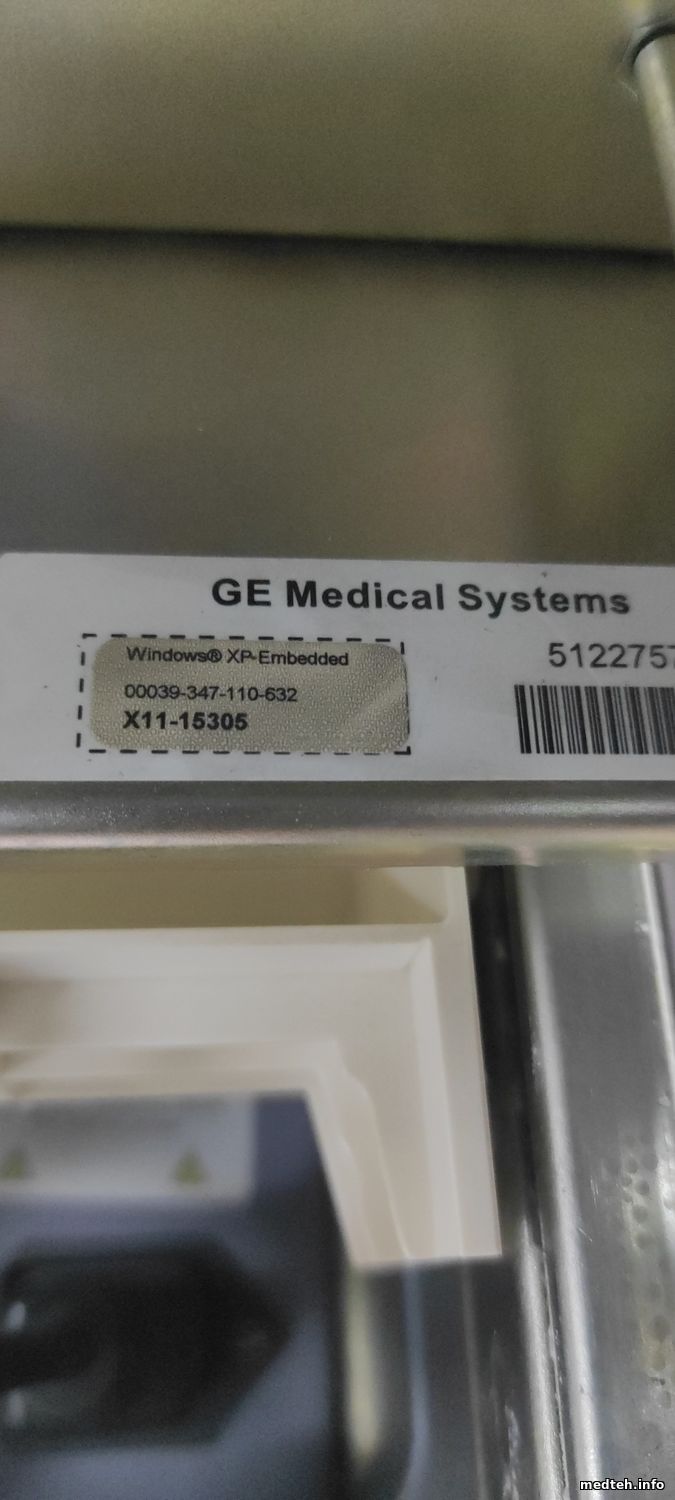 GE Medical Systems
Windows® XP-Embedded
00039-347-110-632
X11-15305
5122757
medteh.info